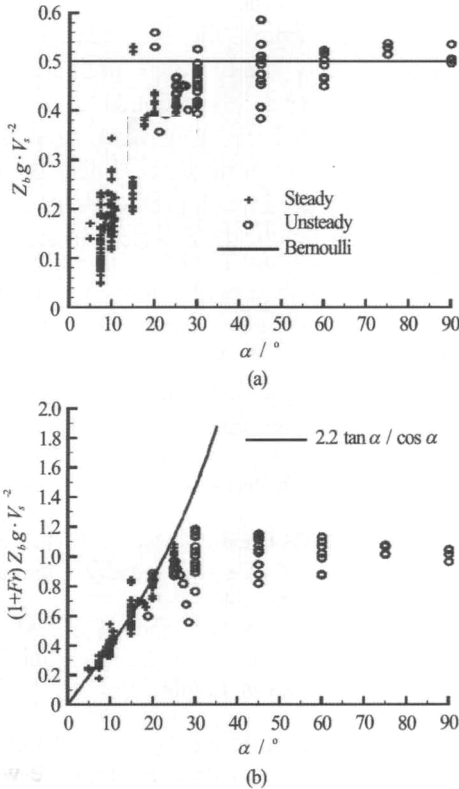 0.6
0.5
0.4
0.3
0.2
0.1
0
Z_b g · V_s^-2
+ Steady
o Unsteady
Bernoulli
0 10 20 30 40 50 60 70 80 90
α / °
(a)
2.0
1.8
1.6
1.4
1.2
1.0
0.8
0.6
0.4
0.2
0
(1+Fr) Z_b g · V_s^-2
2.2 tan α / cos α
0 10 20 30 40 50 60 70 80 90
α / °
(b)